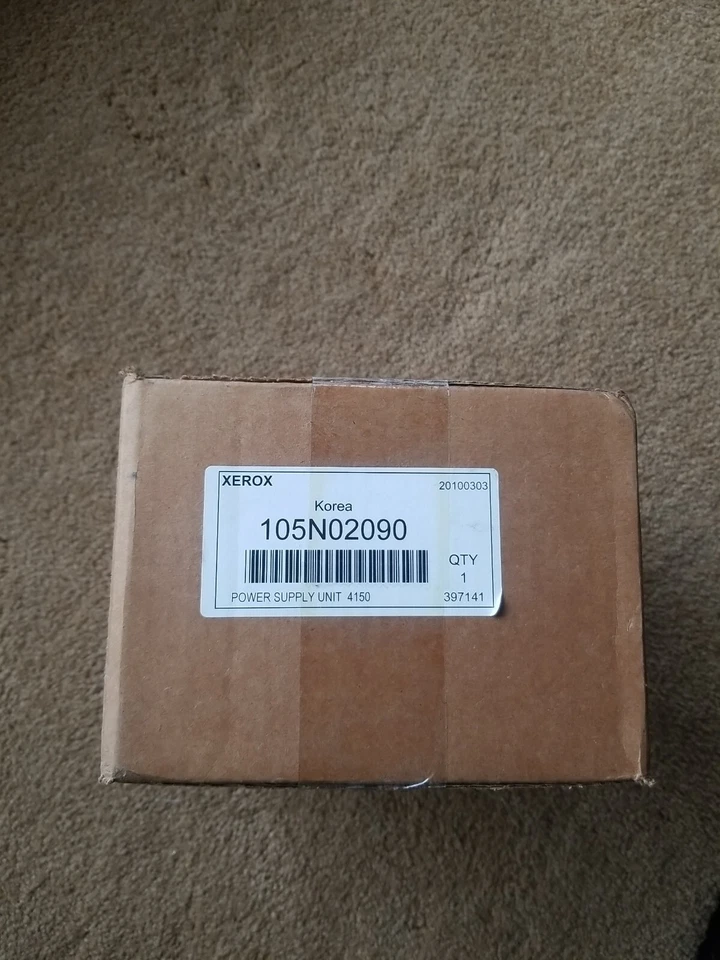 XEROX
20100303
Korea
105N02090
QTY
1
POWER SUPPLY UNIT 4150
397141